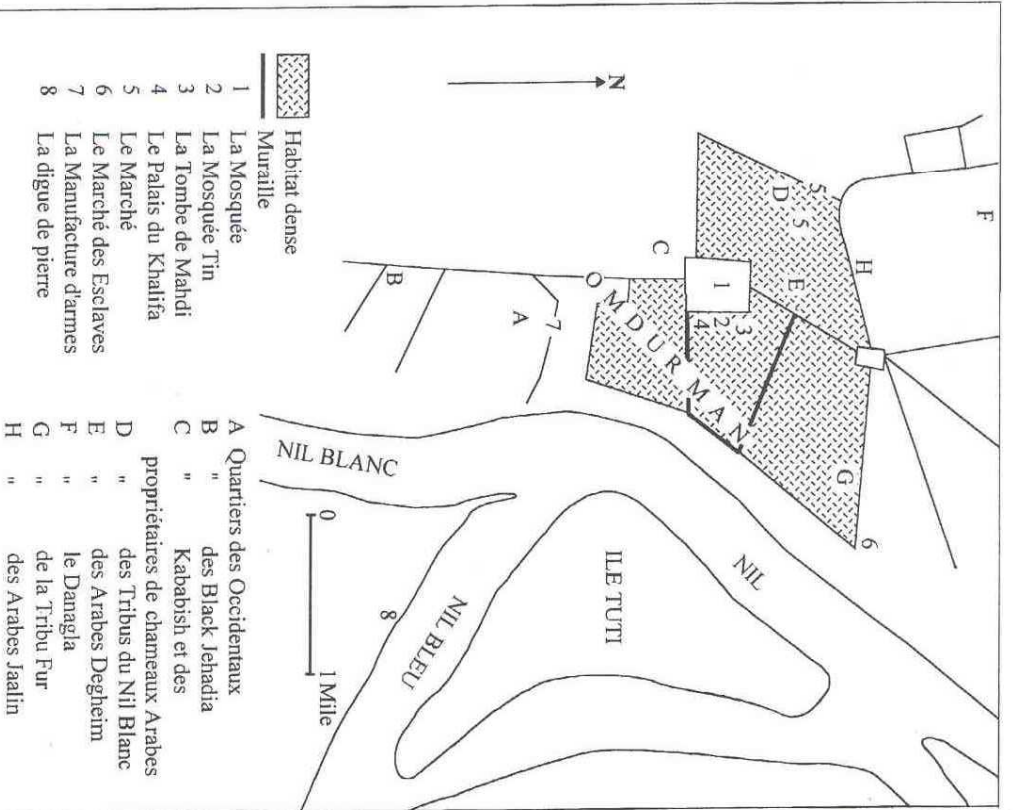 N
F
H
5
D
5
E
C
1
3
2
4
G
6
OMDURMAN
B
A
7
NIL BLANC
NIL
ILE TUTI
NIL BLEU
8
0 1 Mile
Habitat dense
Muraille
1 La Mosquée
2 La Mosquée Tin
3 La Tombe de Mahdi
4 Le Palais du Khalifa
5 Le Marché
6 Le Marché des Esclaves
7 La Manufacture d'armes
8 La digue de pierre
A Quartiers des Occidentaux
B " des Black Jehadia
C " Kababish et des
propriétaires de chameaux Arabes
D " des Tribus du Nil Blanc
E " des Arabes Degheim
F " le Danagla
G " de la Tribu Fur
H " des Arabes Jaalin